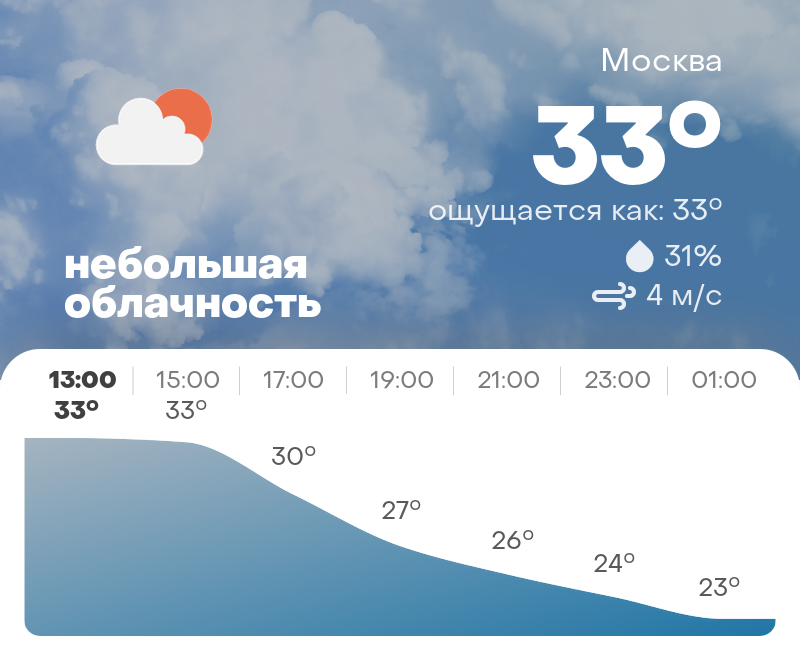 Москва
33°
ощущается как: 33°
31%
4 м/с
небольшая
облачность
13:00 15:00 17:00 19:00 21:00 23:00 01:00
33° 33°
30°
27°
26°
24°
23°